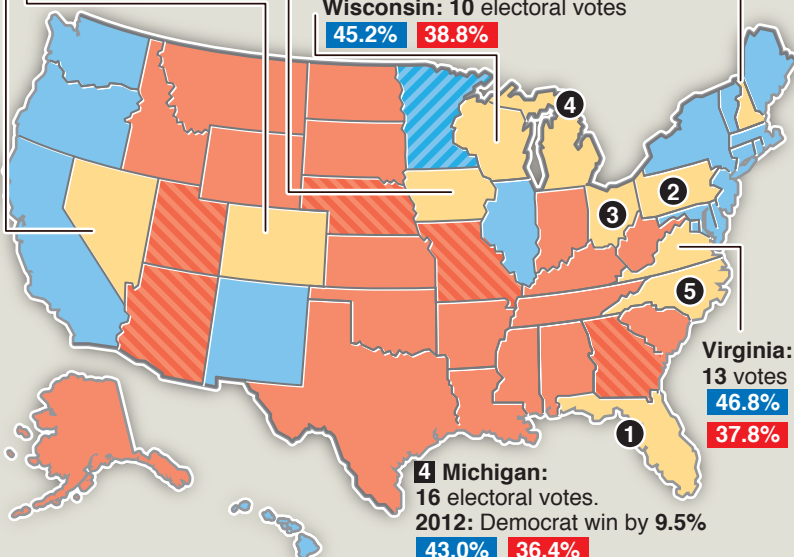 Wisconsin: 10 electoral votes
45.2% 38.8%
4
2
3
5
Virginia:
13 votes
46.8%
37.8%
1
4 Michigan:
16 electoral votes.
2012: Democrat win by 9.5%
43.0% 36.4%